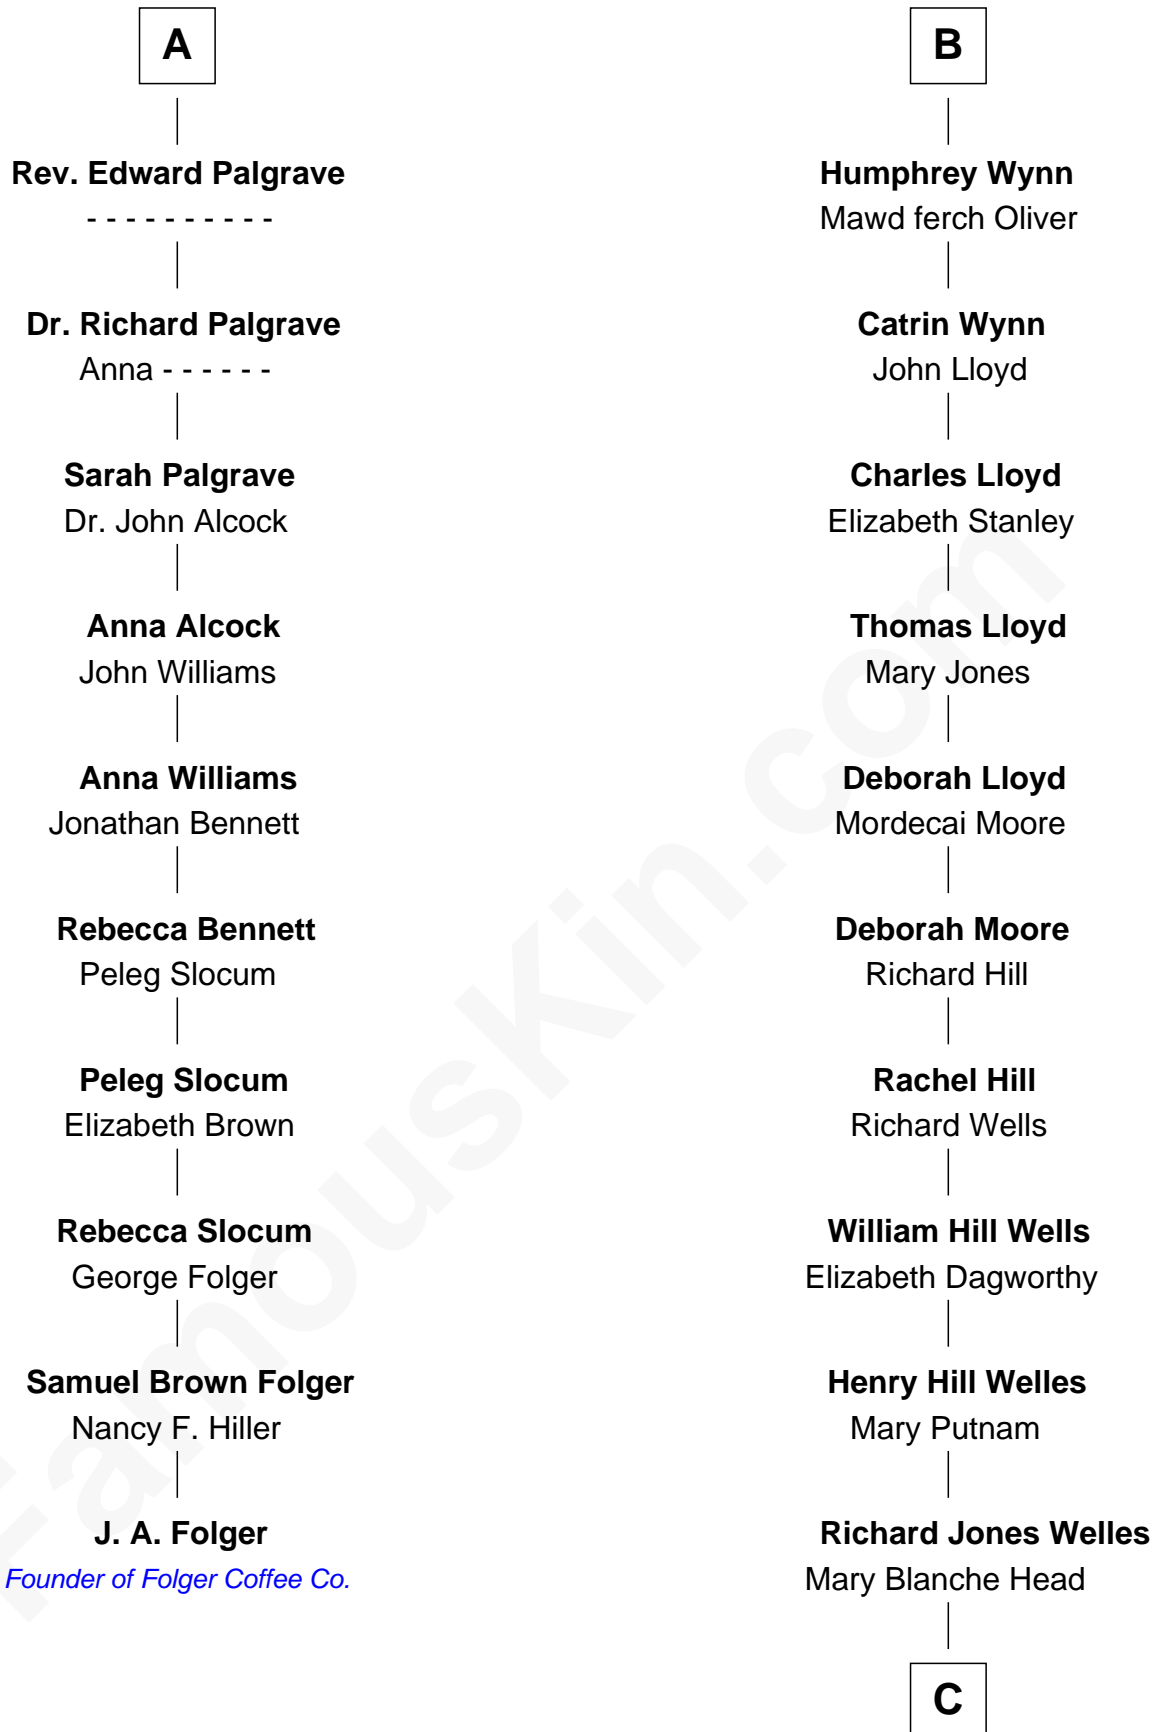 A
Rev. Edward Palgrave
- - - - - - - - - -
Dr. Richard Palgrave
Anna - - - - - -
Sarah Palgrave
Dr. John Alcock
Anna Alcock
John Williams
Anna Williams
Jonathan Bennett
Rebecca Bennett
Peleg Slocum
Peleg Slocum
Elizabeth Brown
Rebecca Slocum
George Folger
Samuel Brown Folger
Nancy F. Hiller
J. A. Folger
Founder of Folger Coffee Co.
B
Humphrey Wynn
Mawd ferch Oliver
Catrin Wynn
John Lloyd
Charles Lloyd
Elizabeth Stanley
Thomas Lloyd
Mary Jones
Deborah Lloyd
Mordecai Moore
Deborah Moore
Richard Hill
Rachel Hill
Richard Wells
William Hill Wells
Elizabeth Dagworthy
Henry Hill Welles
Mary Putnam
Richard Jones Welles
Mary Blanche Head
C
FamousKin.com